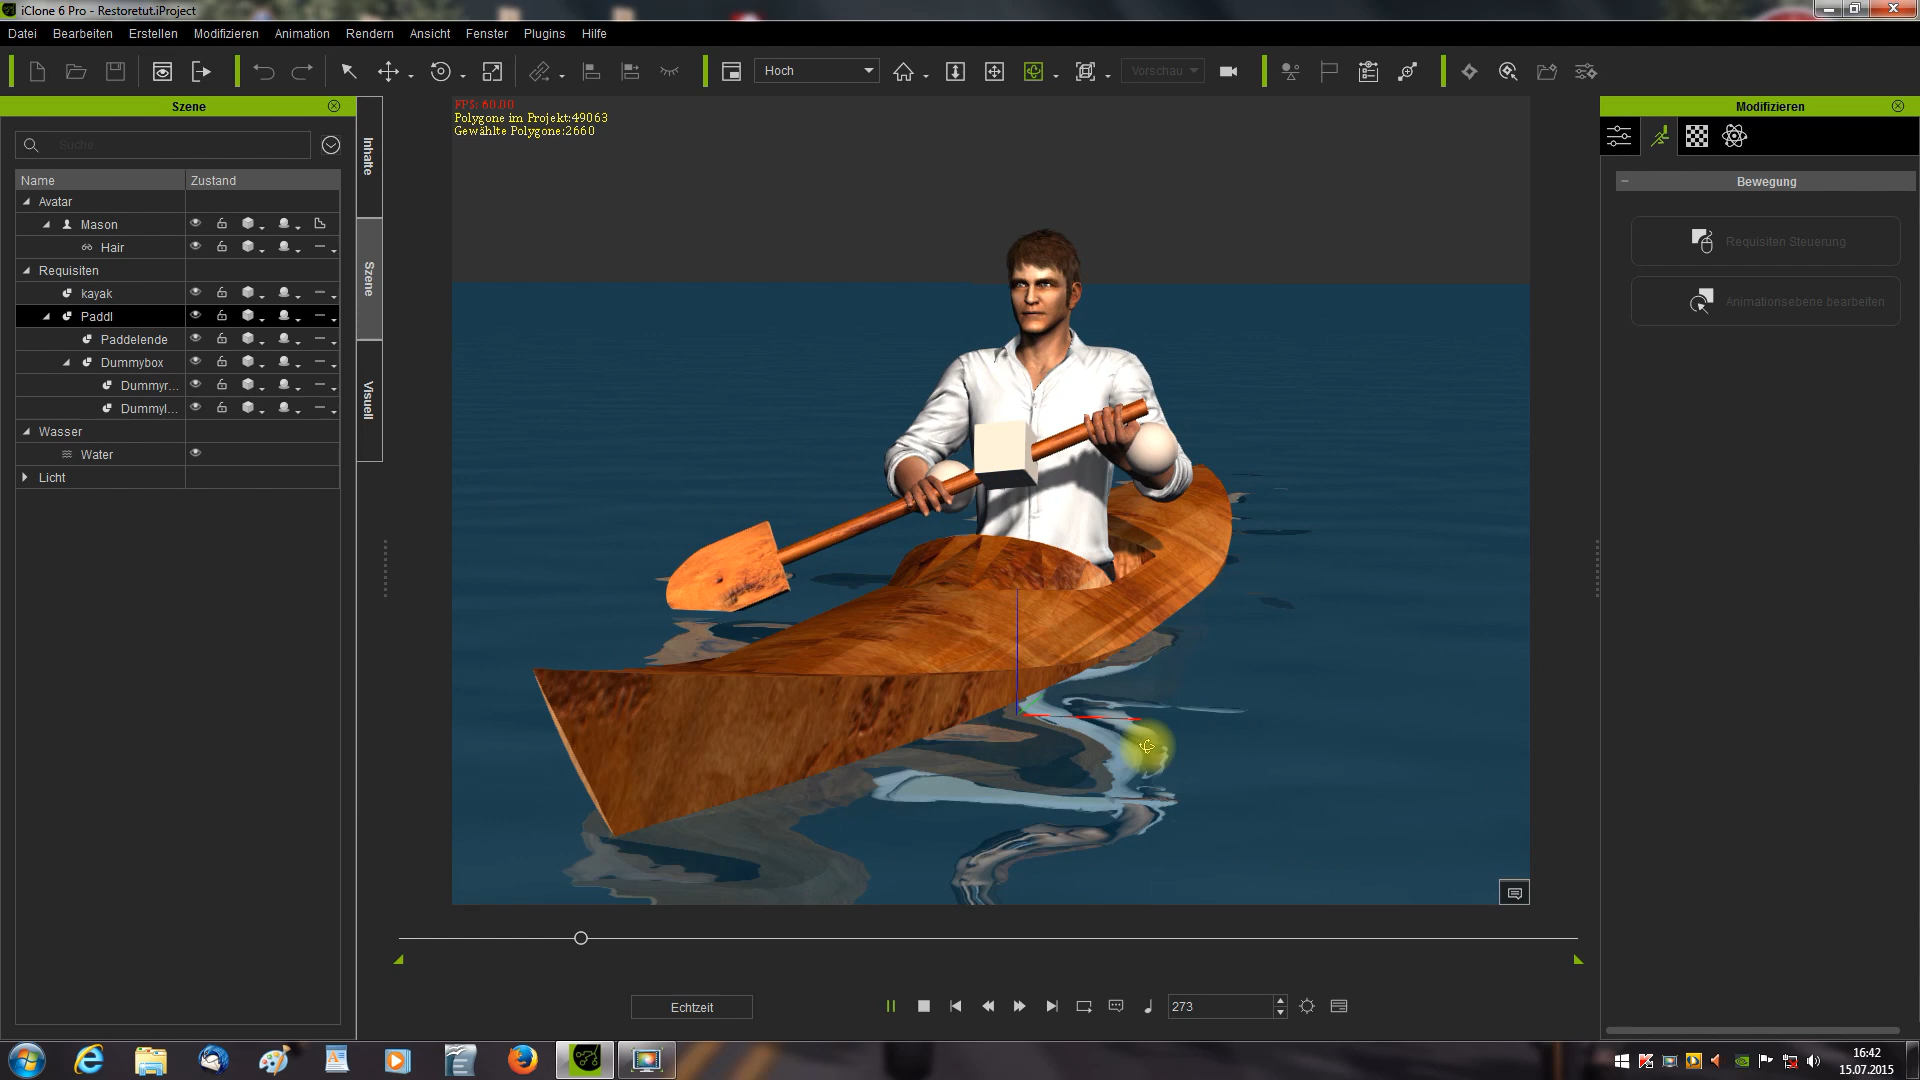 iClone 6 Pro - Restoretut.iProject
Datei Bearbeiten Erstellen Modifizieren Animation Rendern Ansicht Fenster Plugins Hilfe
Hoch Vorschau
Szene
Suche
Name Zustand
Avatar
Mason
Hair
Requisiten
kayak
Paddl
Paddelende
Dummybox
Dummyr...
Dummyl...
Wasser
Water
Licht
Inhalte
Szene
Visuell
FPS: 60.00
Polygone im Projekt:49063
Gewählte Polygone:2660
Modifizieren
Bewegung
Requisiten Steuerung
Animationsebene bearbeiten
Echtzeit
273
16:42
15.07.2015